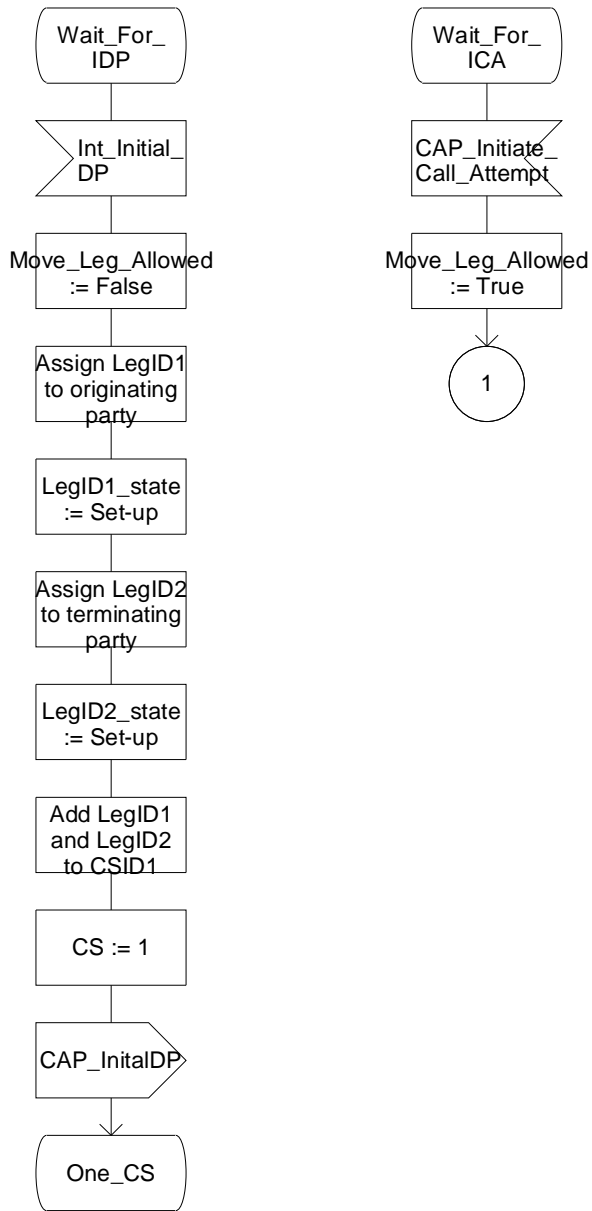 Wait_For_
IDP
Int_Initial_
DP
Move_Leg_Allowed
:= False
Assign LegID1
to originating
party
LegID1_state
:= Set-up
Assign LegID2
to terminating
party
LegID2_state
:= Set-up
Add LegID1
and LegID2
to CSID1
CS := 1
CAP_InitalDP
One_CS
Wait_For_
ICA
CAP_Initiate_
Call_Attempt
Move_Leg_Allowed
:= True
1